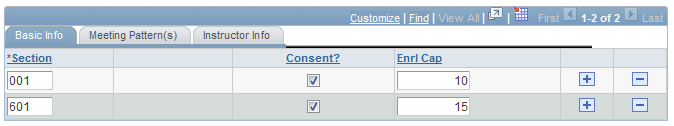 Customize | Find | View All | First 1-2 of 2 Last
Basic Info Meeting Pattern(s) Instructor Info
*Section Consent? Enrl Cap
001 10
601 15